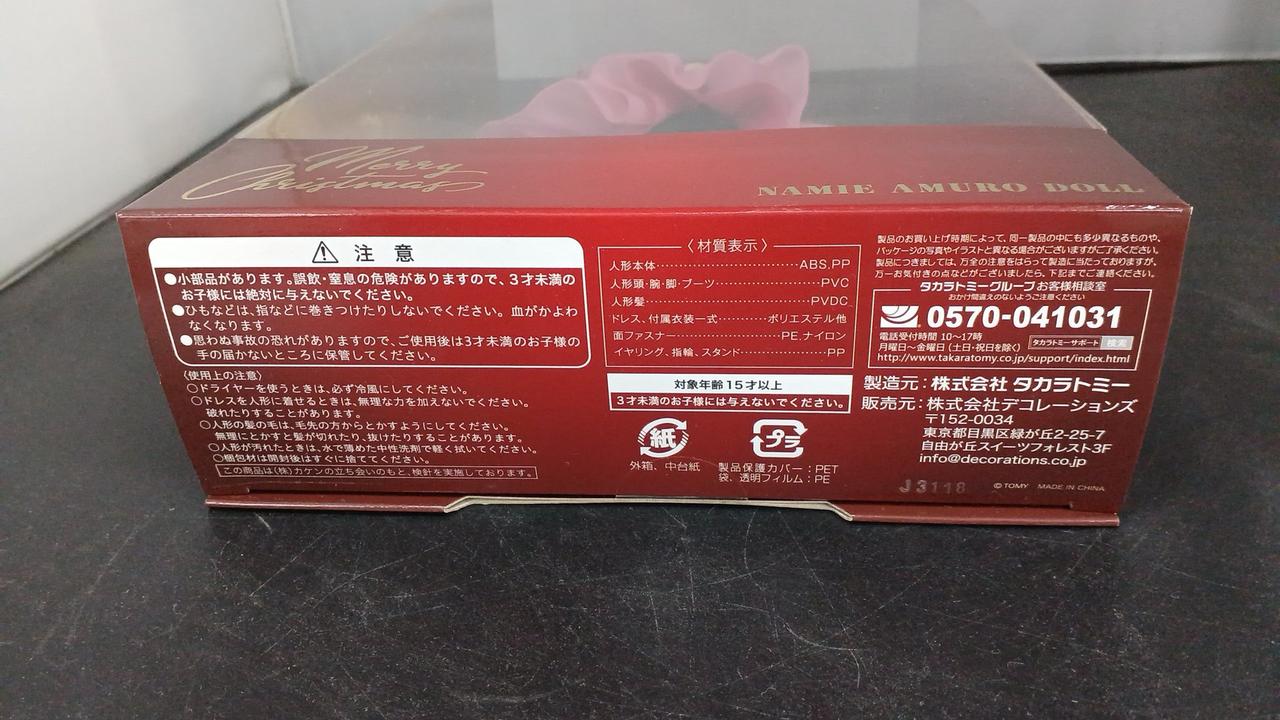 Merry
Christmas
NAMIE AMURO DOLL
⚠ 注意
●小部品があります。誤飲・窒息の危険がありますので、3才未満の
お子様には絶対に与えないでください。
●ひもなどは、指などに巻きつけたりしないでください。血がかよわ
なくなります。
●思わぬ事故の恐れがありますので、ご使用後は3才未満のお子様の
手の届かないところに保管してください。
〈使用上の注意〉
○ドライヤーを使うときは、必ず冷風にしてください。
○ドレスを人形に着せるときは、無理な力を加えないでください。
破れたりすることがあります。
○人形の髪の毛は、毛先の方からとかすようにしてください。
無理にとかすと髪が切れたり、抜けたりすることがあります。
○人形が汚れたときは、水で薄めた中性洗剤で軽く拭いてください。
○梱包材は開封後はすぐに捨ててください。
この商品は(株)カケンの立ち会いのもと、検針を実施しております。
〈材質表示〉
人形本体 ABS,PP
人形頭・腕・脚・ブーツ PVC
人形髪 PVDC
ドレス、付属衣装一式 ポリエステル他
面ファスナー PE,ナイロン
イヤリング、指輪、スタンド PP
対象年齢15才以上
3才未満のお子様には与えないでください。
紙
外箱、中台紙
プラ
製品保護カバー：PET
袋、透明フィルム：PE
製品のお買い上げ時期によって、同一製品の中にも多少異なるものや、
パッケージの写真やイラストと異なる場合がございますがご了承ください。
製品につきましては、万全の注意をはらって製造に当たっておりますが、
万一お気付きの点などがございましたら、下記までご連絡ください。
タカラトミーグループお客様相談室
おかけ間違えのないようご注意ください
0570-041031
電話受付時間 10〜17時
月曜日〜金曜日(土・日・祝日を除く) タカラトミーサポート 検索
http://www.takaratomy.co.jp/support/index.html
製造元：株式会社 タカラトミー
販売元：株式会社デコレーションズ
〒152-0034
東京都目黒区緑が丘2-25-7
自由が丘スイーツフォレスト3F
info@decorations.co.jp
J3118
©TOMY MADE IN CHINA